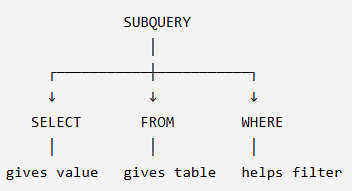 SUBQUERY
SELECT FROM WHERE
gives value gives table helps filter